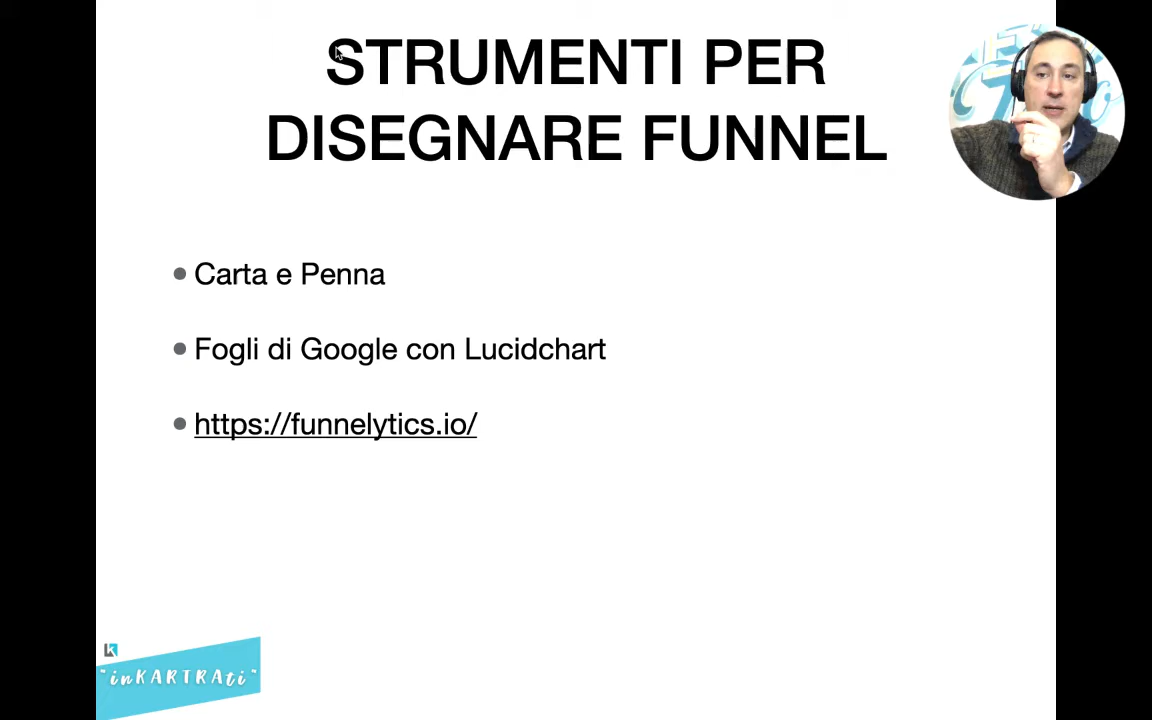 STRUMENTI PER
DISEGNARE FUNNEL
Carta e Penna
Fogli di Google con Lucidchart
https://funnelytics.io/
"inKARTRAti"